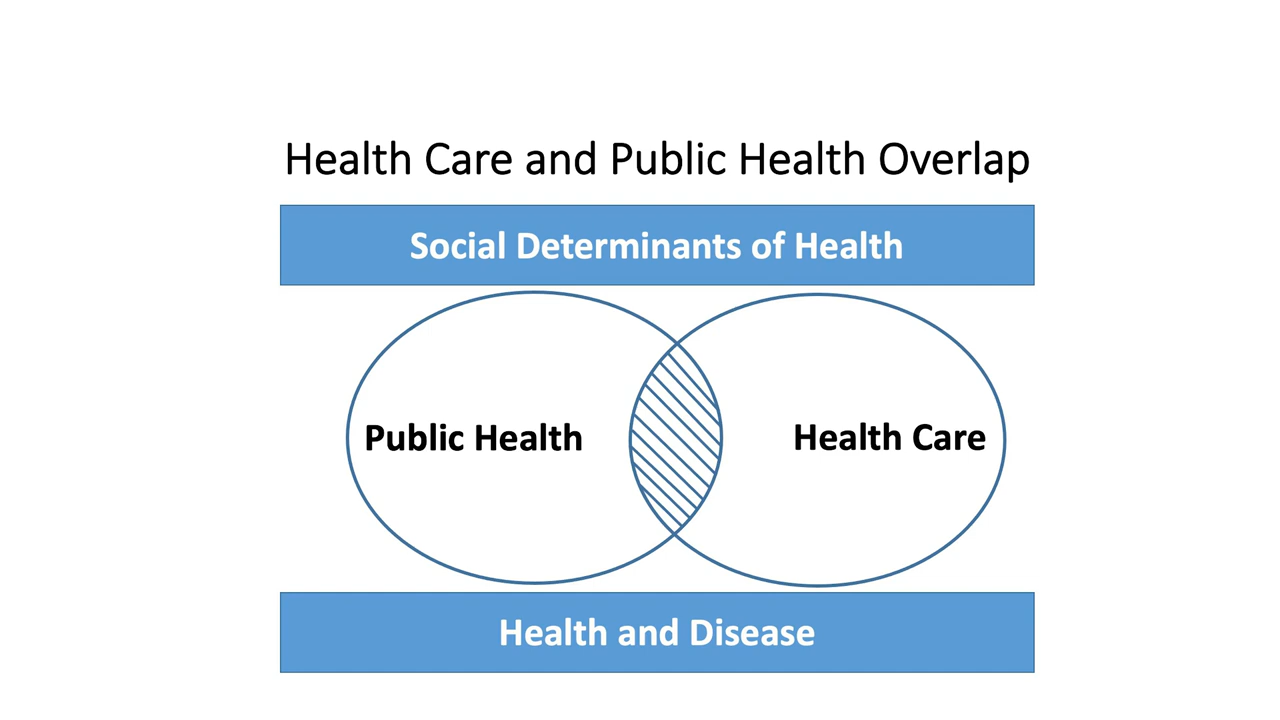 Health Care and Public Health Overlap
Social Determinants of Health
Public Health
Health Care
Health and Disease